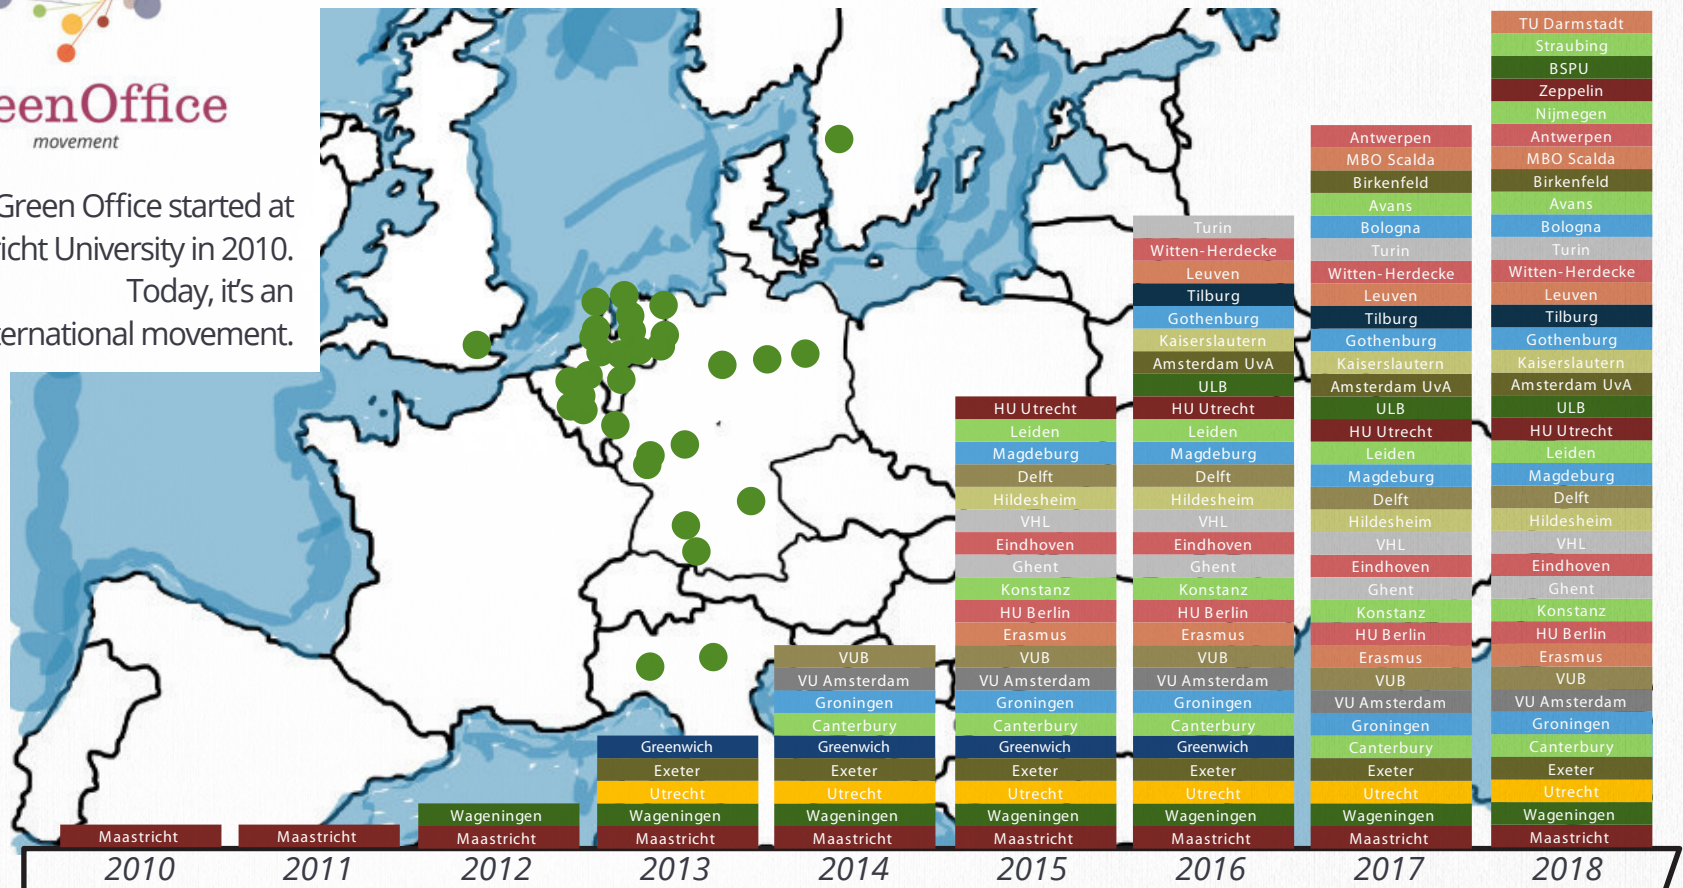 eenOffice
movement
Green Office started at
richt University in 2010.
Today, it's an
ternational movement.
Maastricht
2010
Maastricht
2011
Wageningen
Maastricht
2012
Greenwich
Exeter
Utrecht
Wageningen
Maastricht
2013
VUB
VU Amsterdam
Groningen
Canterbury
Greenwich
Exeter
Utrecht
Wageningen
Maastricht
2014
HU Utrecht
Leiden
Magdeburg
Delft
Hildesheim
VHL
Eindhoven
Ghent
Konstanz
HU Berlin
Erasmus
VUB
VU Amsterdam
Groningen
Canterbury
Greenwich
Exeter
Utrecht
Wageningen
Maastricht
2015
Turin
Witten-Herdecke
Leuven
Tilburg
Gothenburg
Kaiserslautern
Amsterdam UvA
ULB
HU Utrecht
Leiden
Magdeburg
Delft
Hildesheim
VHL
Eindhoven
Ghent
Konstanz
HU Berlin
Erasmus
VUB
VU Amsterdam
Groningen
Canterbury
Greenwich
Exeter
Utrecht
Wageningen
Maastricht
2016
Antwerpen
MBO Scalda
Birkenfeld
Avans
Bologna
Turin
Witten-Herdecke
Leuven
Tilburg
Gothenburg
Kaiserslautern
Amsterdam UvA
ULB
HU Utrecht
Leiden
Magdeburg
Delft
Hildesheim
VHL
Eindhoven
Ghent
Konstanz
HU Berlin
Erasmus
VUB
VU Amsterdam
Groningen
Canterbury
Exeter
Utrecht
Wageningen
Maastricht
2017
TU Darmstadt
Straubing
BSPU
Zeppelin
Nijmegen
Antwerpen
MBO Scalda
Birkenfeld
Avans
Bologna
Turin
Witten-Herdecke
Leuven
Tilburg
Gothenburg
Kaiserslautern
Amsterdam UvA
ULB
HU Utrecht
Leiden
Magdeburg
Delft
Hildesheim
VHL
Eindhoven
Ghent
Konstanz
HU Berlin
Erasmus
VUB
VU Amsterdam
Groningen
Canterbury
Exeter
Utrecht
Wageningen
Maastricht
2018